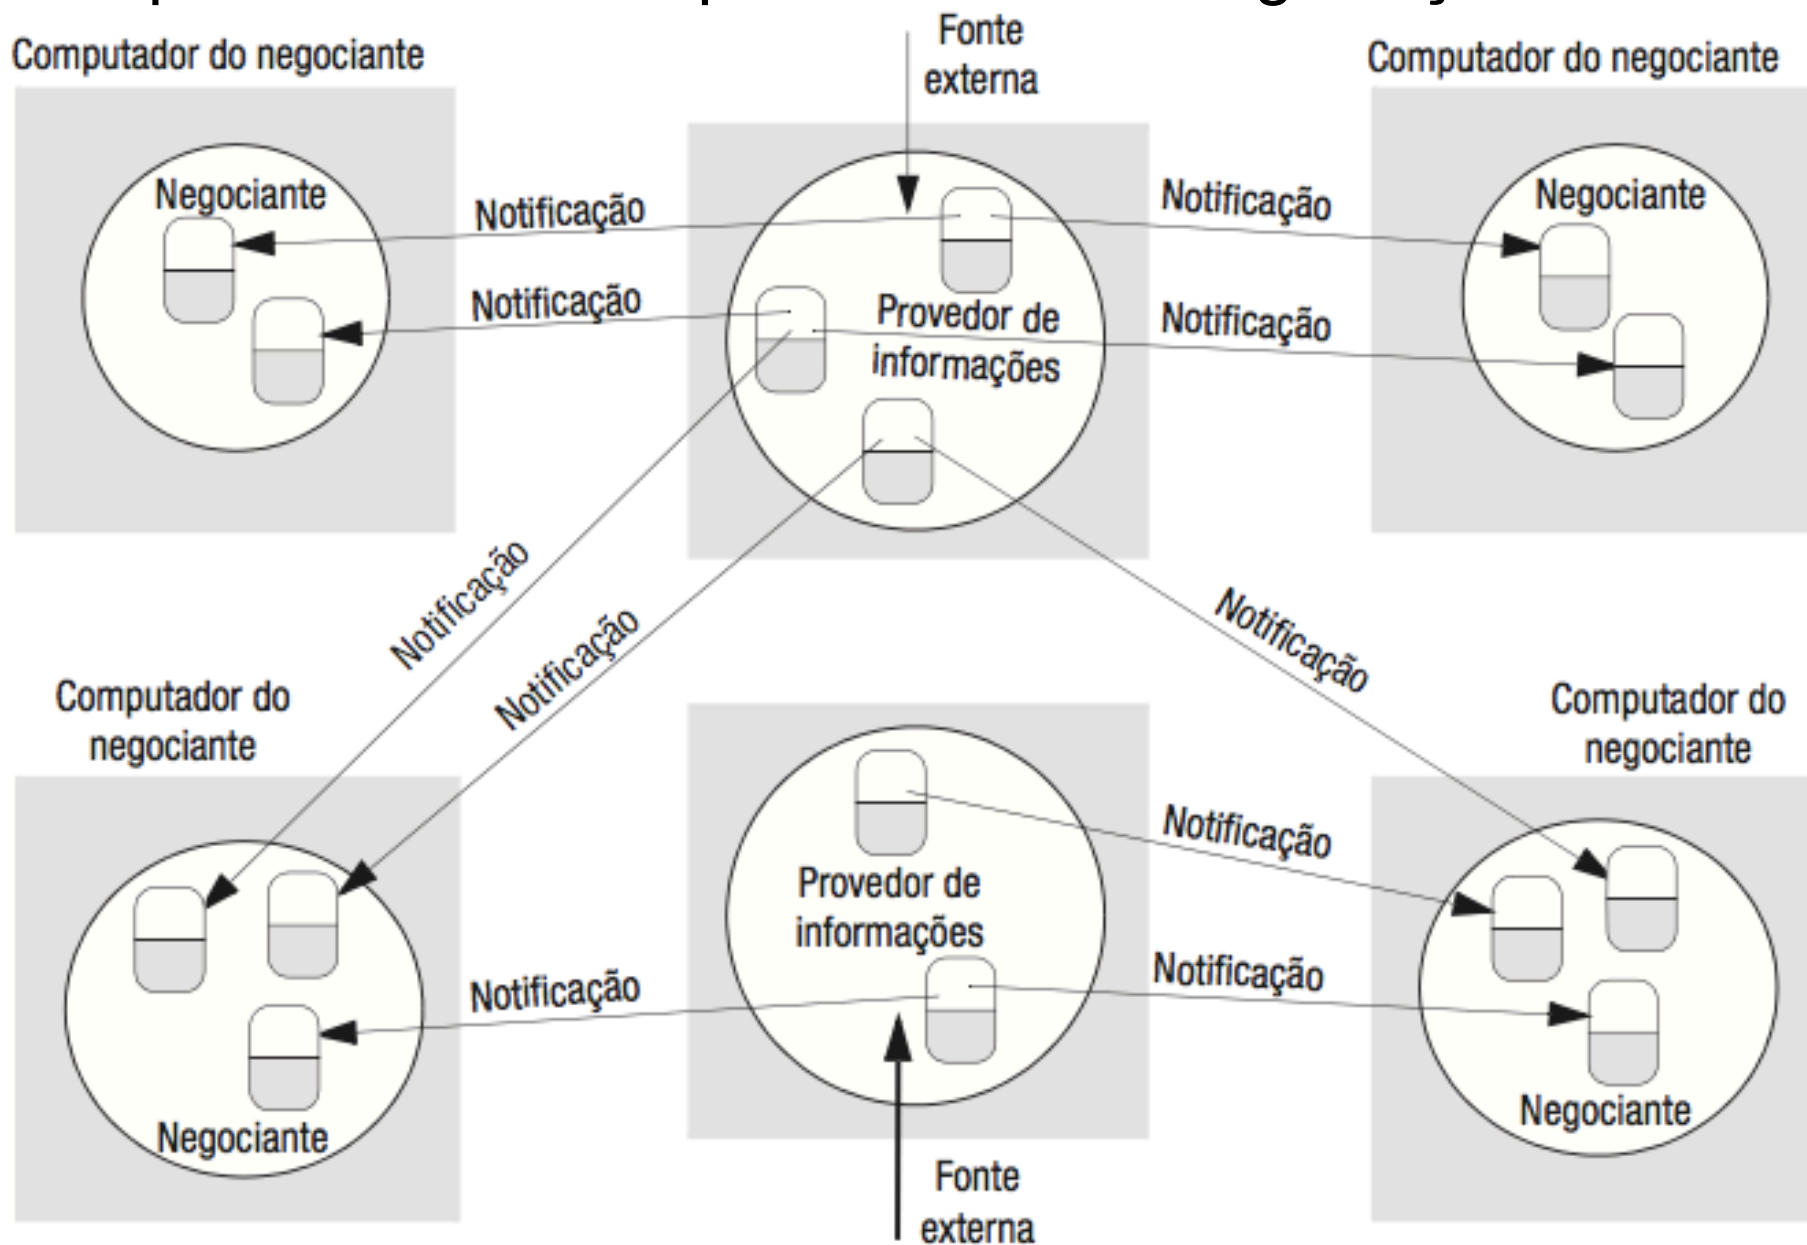 Fonte
externa
Computador do negociante
Computador do negociante
Negociante
Notificação
Notificação
Negociante
Notificação
Provedor de
informações
Notificação
Notificação
Notificação
Notificação
Computador do
negociante
Computador do
negociante
Notificação
Provedor de
informações
Notificação
Notificação
Negociante
Negociante
Fonte
externa